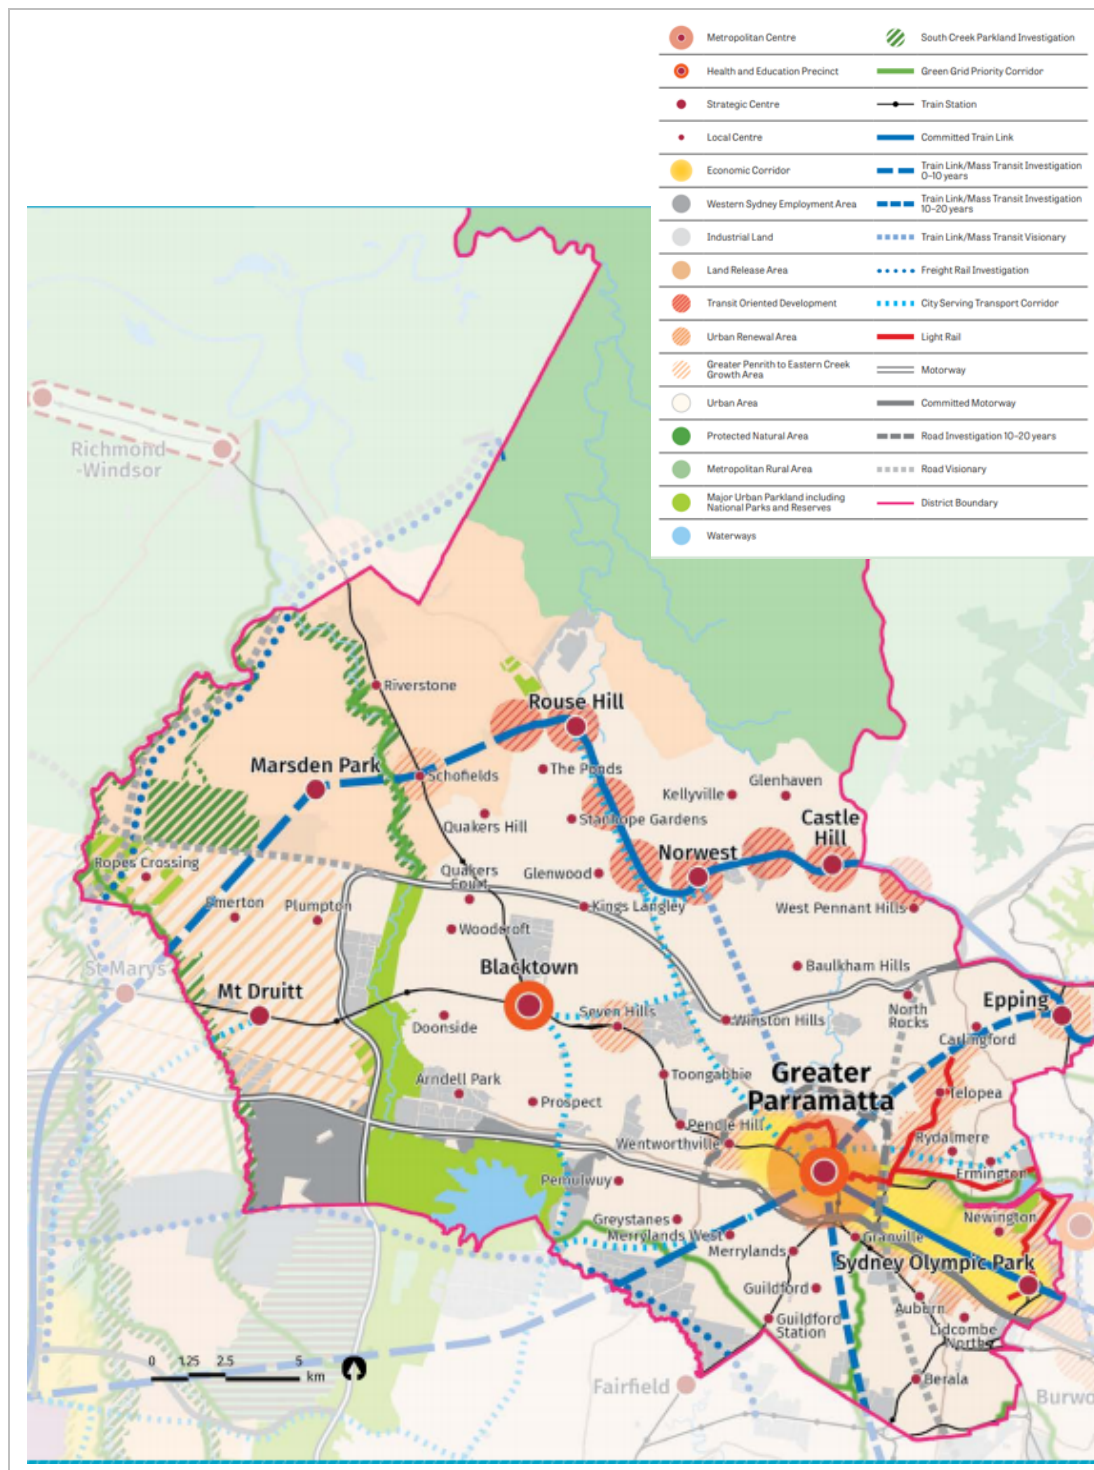 Metropolitan Centre
South Creek Parkland Investigation
Health and Education Precinct
Green Grid Priority Corridor
Strategic Centre
Train Station
Local Centre
Committed Train Link
Economic Corridor
Train Link/Mass Transit Investigation
0–10 years
Western Sydney Employment Area
Train Link/Mass Transit Investigation
10–20 years
Industrial Land
Train Link/Mass Transit Visionary
Land Release Area
Freight Rail Investigation
Transit Oriented Development
City Serving Transport Corridor
Urban Renewal Area
Light Rail
Greater Penrith to Eastern Creek
Growth Area
Motorway
Urban Area
Committed Motorway
Protected Natural Area
Road Investigation 10–20 years
Metropolitan Rural Area
Road Visionary
Major Urban Parkland including
National Parks and Reserves
District Boundary
Waterways
Richmond
-Windsor
Riverstone
Rouse Hill
Marsden Park
Schofields
The Ponds
Glenhaven
Kellyville
Quakers Hill
Stanhope Gardens
Castle
Hill
Norwest
Ropes Crossing
Quakers
Court
Glenwood
Emerton
Plumpton
Kings Langley
West Pennant Hills
Woodcroft
St Marys
Blacktown
Baulkham Hills
Mt Druitt
Epping
Doonside
Seven Hills
Winston Hills
North
Rocks
Carlingford
Greater
Parramatta
Toongabbie
Arndell Park
Telopea
Prospect
Pendle Hill
Wentworthville
Rydalmere
Ermington
Pemulwuy
Greystanes
Newington
Merrylands West
Granville
Merrylands
Sydney Olympic Park
Guildford
Auburn
Guildford
Station
Lidcombe
North
0 1.25 2.5 5
km
Berala
Fairfield
Burwo